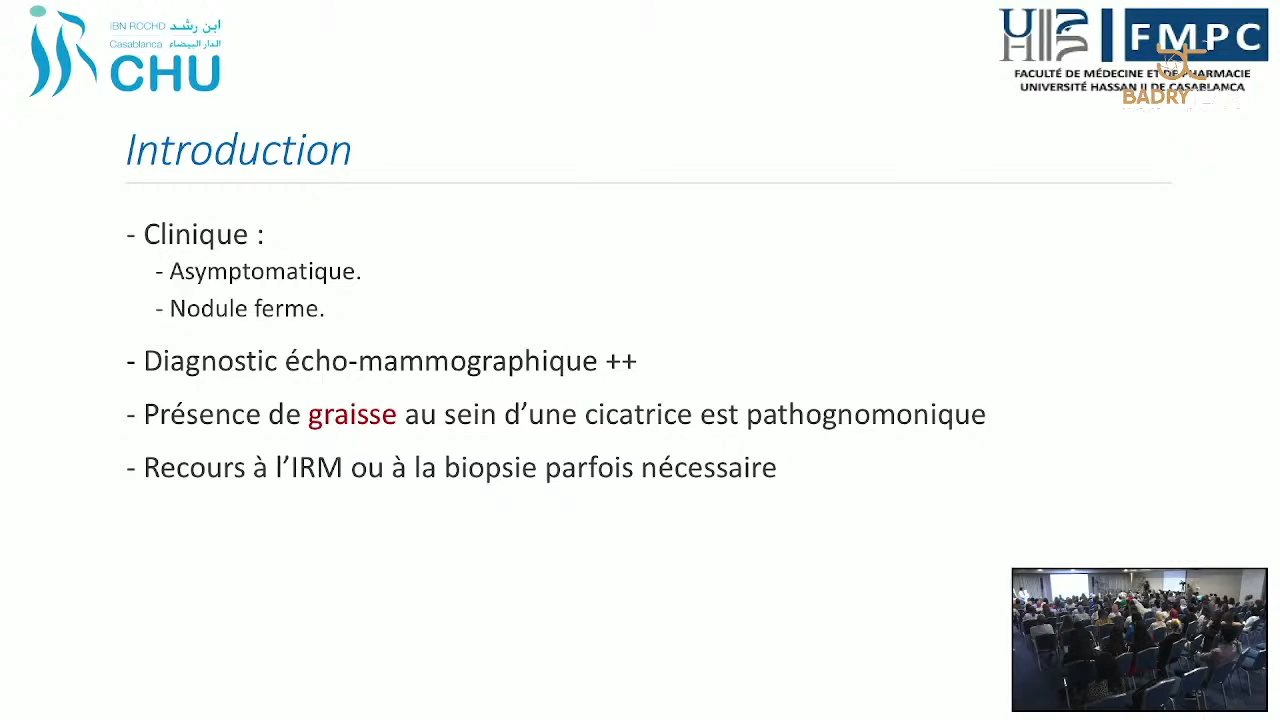 IBN ROCHD ابن رشد
Casablanca الدار البيضاء
CHU
UH
FMPC
FACULTÉ DE MÉDECINE ET DE PHARMACIE
UNIVERSITÉ HASSAN II DE CASABLANCA
BADRY
Introduction
- Clinique :
- Asymptomatique.
- Nodule ferme.
- Diagnostic écho-mammographique ++
- Présence de graisse au sein d’une cicatrice est pathognomonique
- Recours à l’IRM ou à la biopsie parfois nécessaire